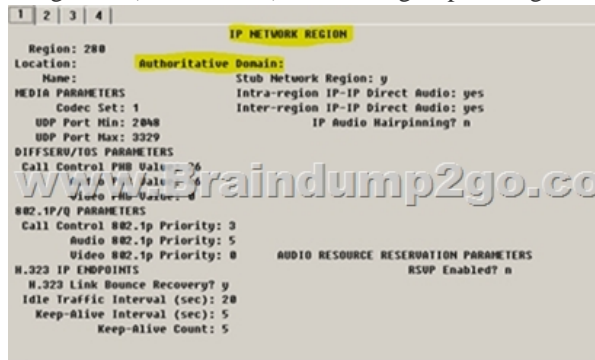 1 2 3 4
IP NETWORK REGION
Region: 280
Location: Authoritative Domain:
Name: Stub Network Region: y
MEDIA PARAMETERS Intra-region IP-IP Direct Audio: yes
Codec Set: 1 Inter-region IP-IP Direct Audio: yes
UDP Port Min: 2048 IP Audio Hairpinning? n
UDP Port Max: 3329
DIFFSERV/TOS PARAMETERS
Call Control PHB Value:
www.Braindump2go.co
Video PHB Value: 0
802.1P/Q PARAMETERS
Call Control 802.1p Priority: 3
Audio 802.1p Priority: 5
Video 802.1p Priority: 0 AUDIO RESOURCE RESERVATION PARAMETERS
H.323 IP ENDPOINTS RSVP Enabled? n
H.323 Link Bounce Recovery? y
Idle Traffic Interval (sec): 20
Keep-Alive Interval (sec): 5
Keep-Alive Count: 5